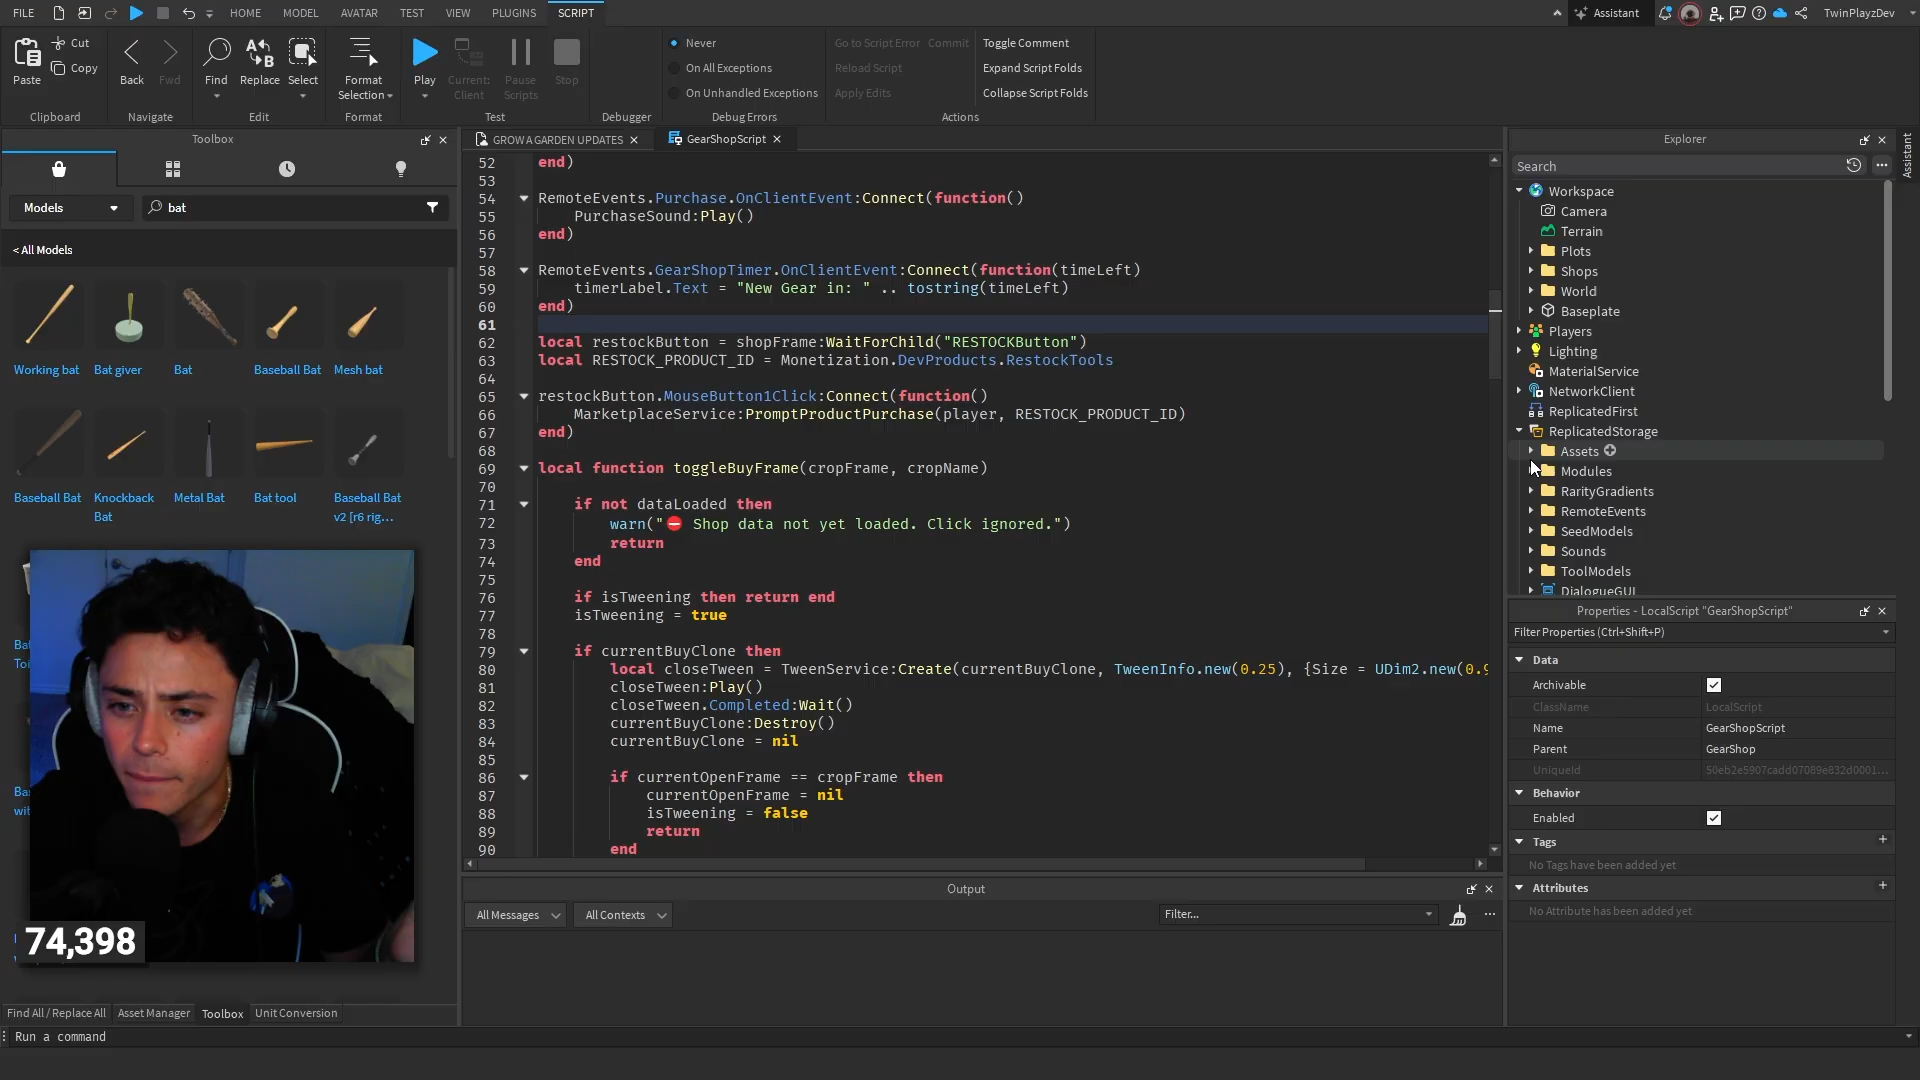 FILE HOME MODEL AVATAR TEST VIEW PLUGINS SCRIPT Assistant TwinPlayzDev
Paste Cut Copy Back Fwd Find Replace Select Format Selection Play Current: Client Pause Scripts Stop
Never
On All Exceptions
On Unhandled Exceptions
Go to Script Error Commit
Reload Script
Apply Edits
Toggle Comment
Expand Script Folds
Collapse Script Folds
Clipboard Navigate Edit Format Test Debugger Debug Errors Actions
Toolbox
Models bat
< All Models
Working bat Bat giver Bat Baseball Bat Mesh bat
Baseball Bat Knockback Bat Metal Bat Bat tool Baseball Bat v2 [r6 rig...
74,398
Find All / Replace All Asset Manager Toolbox Unit Conversion
Run a command
GROW A GARDEN UPDATES GearShopScript
52 end)
53
54 RemoteEvents.Purchase.OnClientEvent:Connect(function()
55 PurchaseSound:Play()
56 end)
57
58 RemoteEvents.GearShopTimer.OnClientEvent:Connect(function(timeLeft)
59 timerLabel.Text = "New Gear in: " .. tostring(timeLeft)
60 end)
61
62 local restockButton = shopFrame:WaitForChild("RESTOCKButton")
63 local RESTOCK_PRODUCT_ID = Monetization.DevProducts.RestockTools
64
65 restockButton.MouseButton1Click:Connect(function()
66 MarketplaceService:PromptProductPurchase(player, RESTOCK_PRODUCT_ID)
67 end)
68
69 local function toggleBuyFrame(cropFrame, cropName)
70
71 if not dataLoaded then
72 warn("⛔ Shop data not yet loaded. Click ignored.")
73 return
74 end
75
76 if isTweening then return end
77 isTweening = true
78
79 if currentBuyClone then
80 local closeTween = TweenService:Create(currentBuyClone, TweenInfo.new(0.25), {Size = UDim2.new(0.9
81 closeTween:Play()
82 closeTween.Completed:Wait()
83 currentBuyClone:Destroy()
84 currentBuyClone = nil
85
86 if currentOpenFrame == cropFrame then
87 currentOpenFrame = nil
88 isTweening = false
89 return
90 end
Output
All Messages All Contexts Filter...
Explorer
Assistant
Search
Workspace
Camera
Terrain
Plots
Shops
World
Baseplate
Players
Lighting
MaterialService
NetworkClient
ReplicatedFirst
ReplicatedStorage
Assets
Modules
RarityGradients
RemoteEvents
SeedModels
Sounds
ToolModels
DialogueGUI
Properties - LocalScript "GearShopScript"
Filter Properties (Ctrl+Shift+P)
Data
Archivable
ClassName LocalScript
Name GearShopScript
Parent GearShop
UniqueId 50eb2e5907cadd07089e832d0001...
Behavior
Enabled
Tags
No Tags have been added yet
Attributes
No Attribute has been added yet